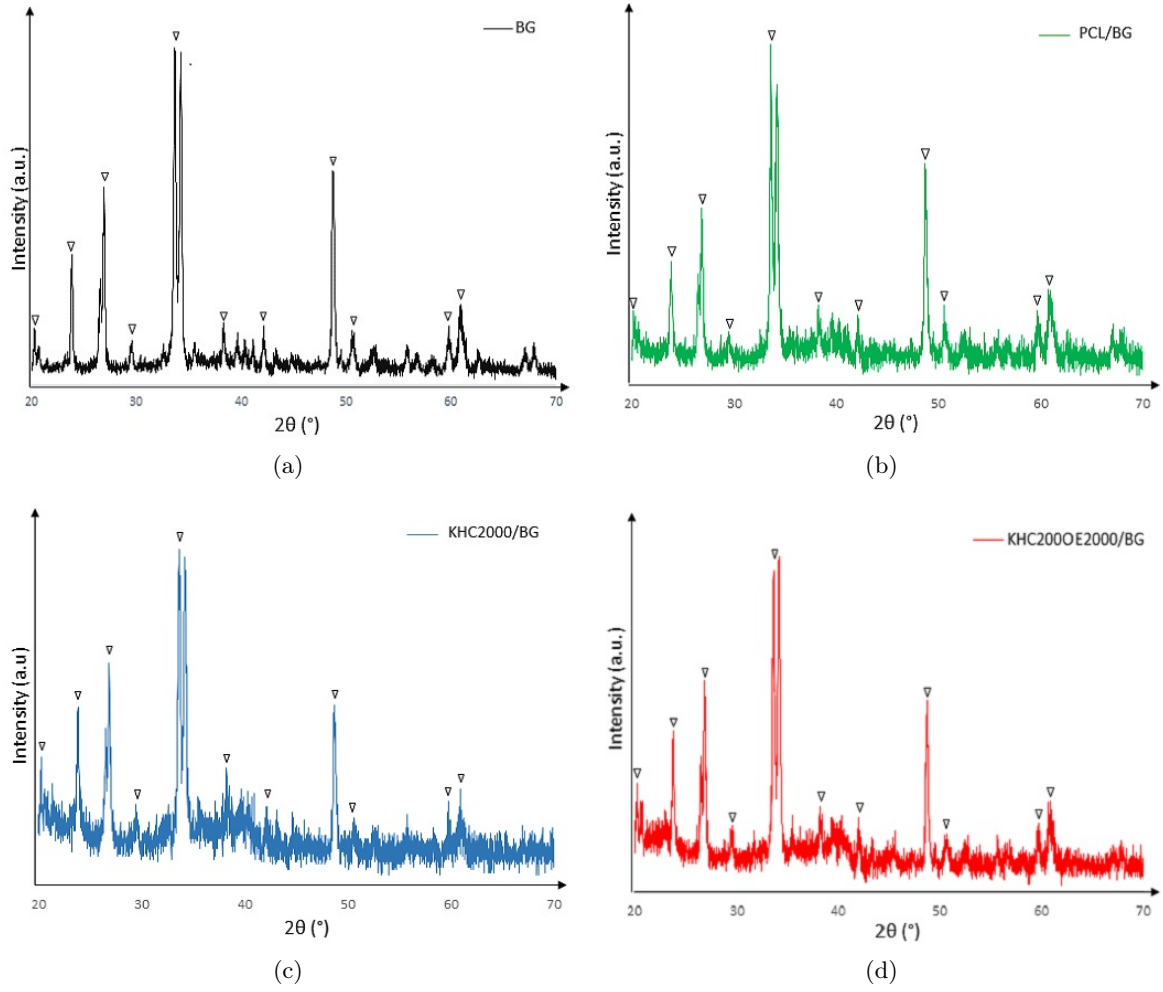 BG
Intensity (a.u.)
20 30 40 50 60 70
2θ (°)
(a)
PCL/BG
Intensity (a.u.)
20 30 40 50 60 70
2θ (°)
(b)
KHC2000/BG
Intensity (a.u)
20 30 40 50 60 70
2θ (°)
(c)
KHC200OE2000/BG
Intensity (a.u.)
20 30 40 50 60 70
2θ (°)
(d)